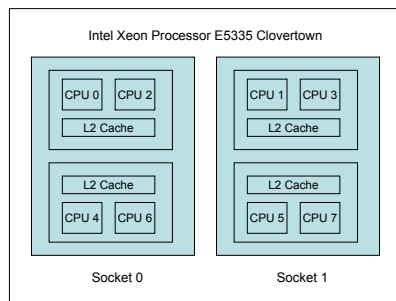 Intel Xeon Processor E5335 Clovertown
CPU 0 CPU 2
L2 Cache
L2 Cache
CPU 4 CPU 6
Socket 0
CPU 1 CPU 3
L2 Cache
L2 Cache
CPU 5 CPU 7
Socket 1